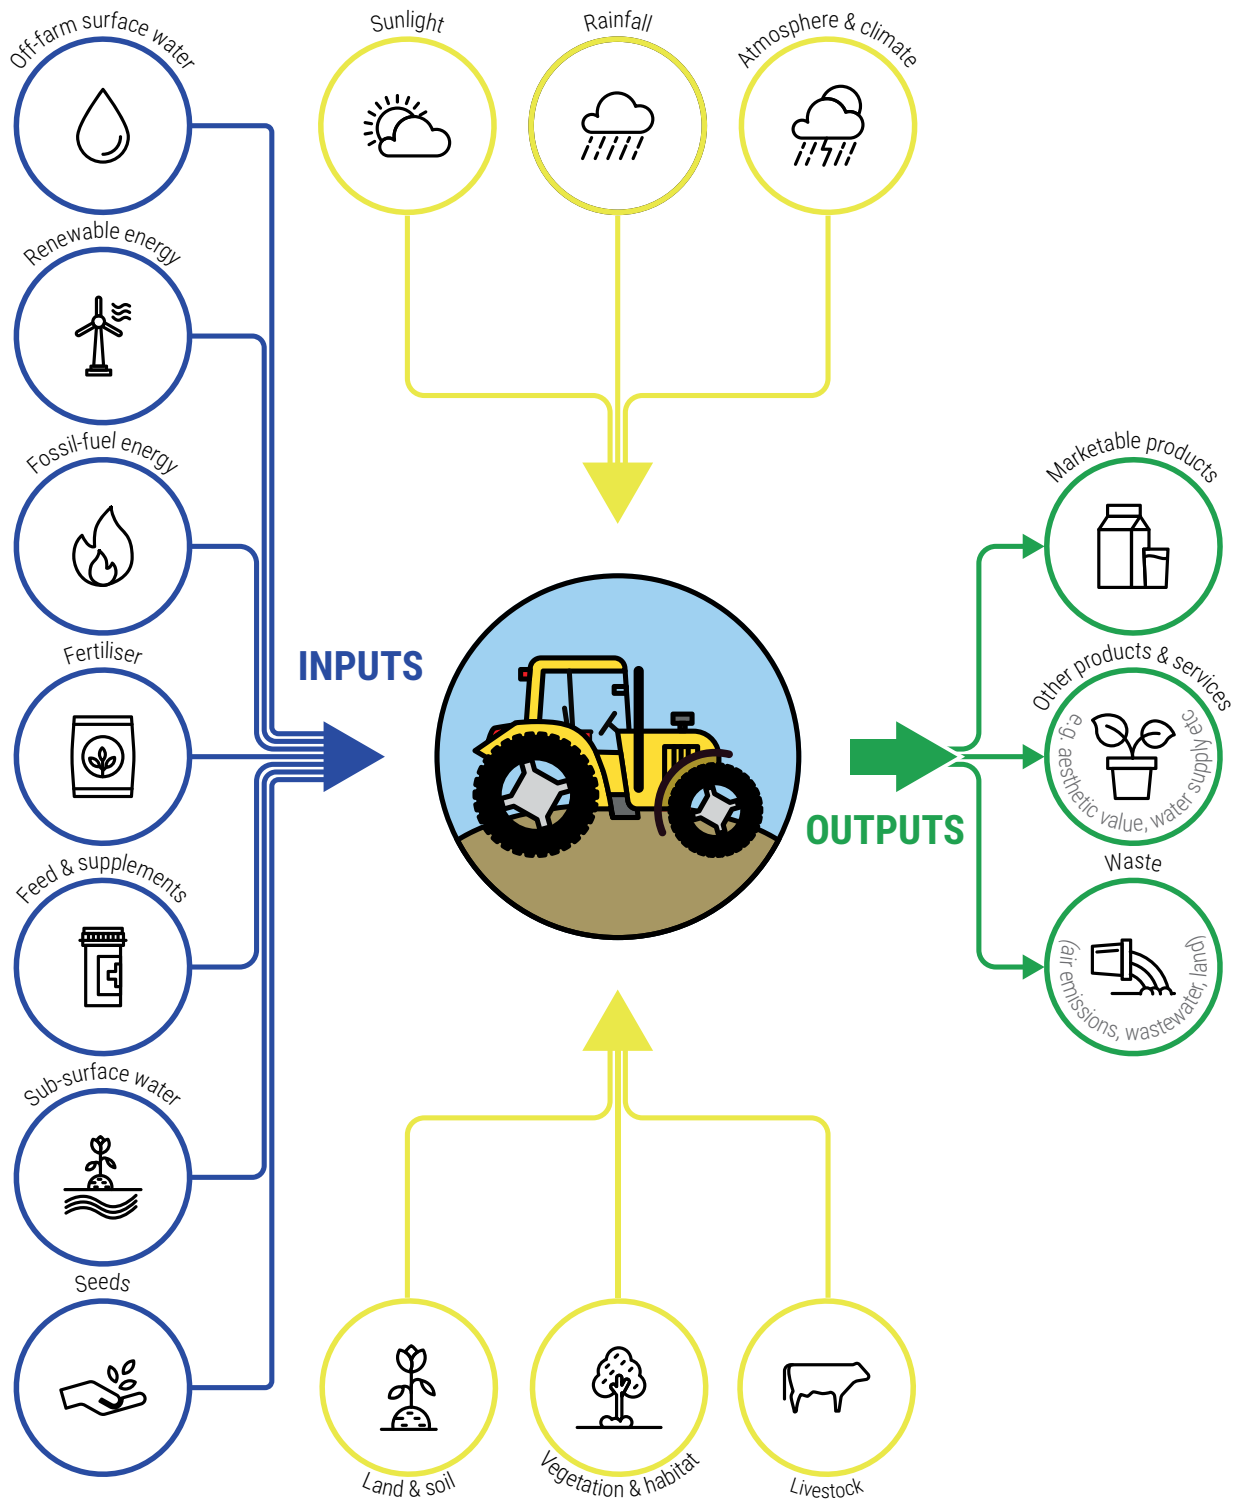 Off-farm surface water
Sunlight
Rainfall
Atmosphere & climate
Renewable energy
Fossil-fuel energy
Fertiliser
Feed & supplements
Sub-surface water
Seeds
INPUTS
OUTPUTS
Marketable products
Other products & services
e.g. aesthetic value, water supply etc
Waste
(air emissions, wastewater, land)
Land & soil
Vegetation & habitat
Livestock